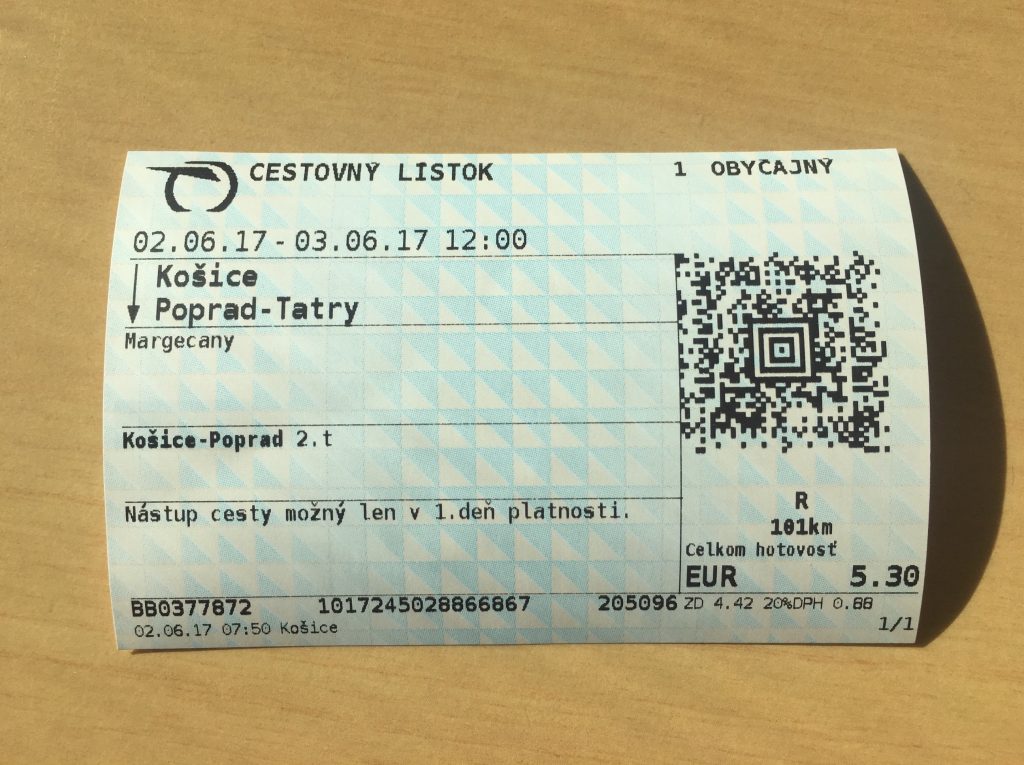 CESTOVNÝ LÍSTOK 1 OBYČAJNÝ
02.06.17 - 03.06.17 12:00
Košice
Poprad-Tatry
Margecany
Košice-Poprad 2.t
Nástup cesty možný len v 1.deň platnosti.
R
101km
Celkom hotovosť
EUR 5.30
BB0377872 1017245028866867 205096 ZD 4.42 20%DPH 0.88
02.06.17 07:50 Košice 1/1